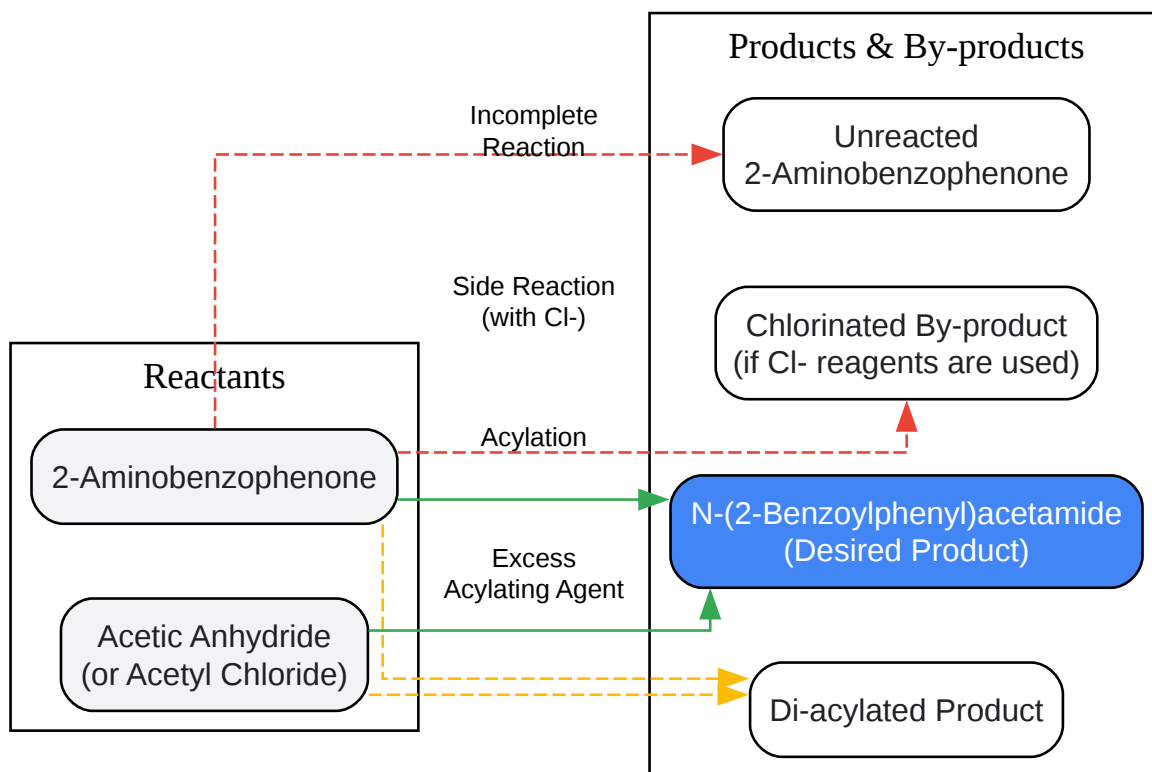 Products & By-products
Incomplete
Reaction
Unreacted
2-Aminobenzophenone
Side Reaction
(with Cl-)
Chlorinated By-product
(if Cl- reagents are used)
Reactants
Acylation
2-Aminobenzophenone
N-(2-Benzoylphenyl)acetamide
(Desired Product)
Excess
Acylating Agent
Acetic Anhydride
(or Acetyl Chloride)
Di-acylated Product